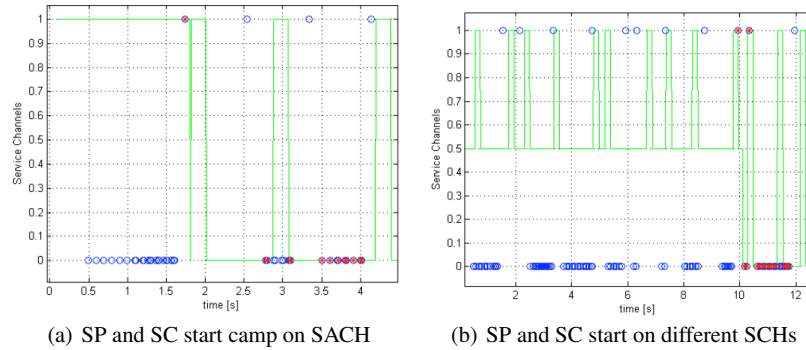 1
0.9
0.8
0.7
0.6
0.5
0.4
0.3
0.2
0.1
0
Service Channels
0 0.5 1 1.5 2 2.5 3 3.5 4
time [s]
(a) SP and SC start camp on SACH
1
0.9
0.8
0.7
0.6
0.5
0.4
0.3
0.2
0.1
0
Service Channels
2 4 6 8 10 12
time [s]
(b) SP and SC start on different SCHs